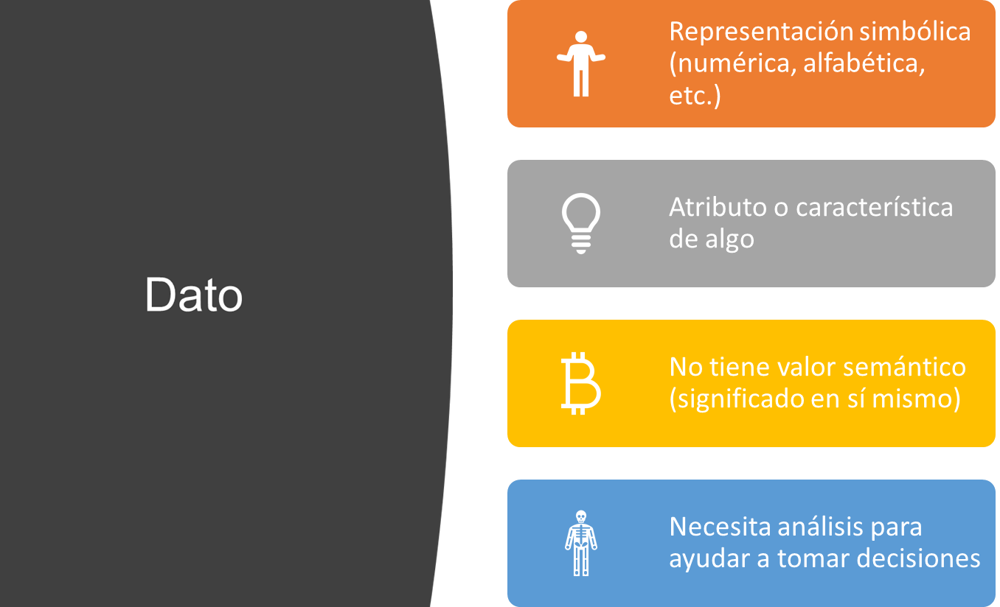 Dato
Representación simbólica
(numérica, alfabética,
etc.)
Atributo o característica
de algo
No tiene valor semántico
(significado en sí mismo)
Necesita análisis para
ayudar a tomar decisiones